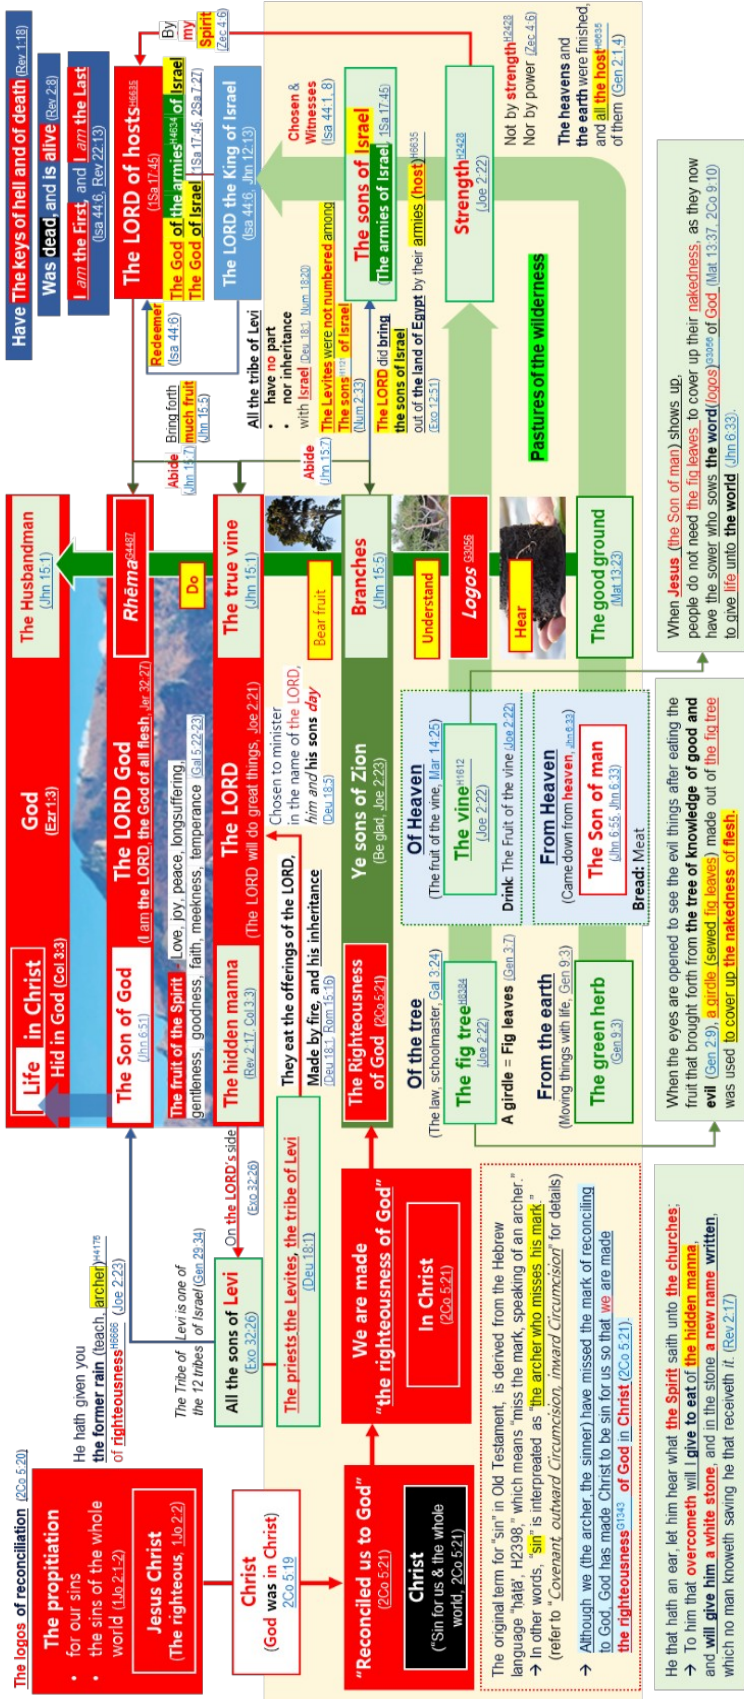 The logos of reconciliation (2Co 5:20)
The propitiation
• for our sins
• the sins of the whole
world (1Jo 2:1-2)
Jesus Christ
(The righteous, 1Jo 2:2)
Christ
(God was in Christ)
2Co 5:19
"Reconciled us to God"
(2Co 5:21)
Christ
("Sin for us & the whole
world, 2Co 5:21)
He hath given you
the former rain (teach, archer)H4176
of righteousnessH6666 (Joe 2:23)
The Tribe of Levi is one of
the 12 tribes of Israel (Gen 29:34)
All the sons of Levi
(Exo 32:26)
On the LORD's side
(Exo 32:26)
The priests the Levites, the tribe of Levi
(Deu 18:1)
We are made
"the righteousness of God"
In Christ
(2Co 5:21)
The original term for "sin" in Old Testament, is derived from the Hebrew
language "hāṭā', H2398," which means "miss the mark, speaking of an archer."
→ In other words, "sin" is interpreted as "the archer who misses his mark."
(refer to "Covenant, outward Circumcision, inward Circumcision" for details)
→ Although we (the archer, the sinner) have missed the mark of reconciling
to God, God has made Christ to be sin for us so that we are made
the righteousnessG1343 of God in Christ (2Co 5:21).
He that hath an ear, let him hear what the Spirit saith unto the churches;
→ To him that overcometh will I give to eat of the hidden manna,
and will give him a white stone, and in the stone a new name written,
which no man knoweth saving he that receiveth it. (Rev 2:17)
Life in Christ
Hid in God (Col 3:3)
God
(Ezr 1:3)
The Husbandman
(Jhn 15:1)
The Son of God
(Jhn 6:51)
The LORD God
(I am the LORD, the God of all flesh, Jer 32:27)
RhēmaG4487
The fruit of the Spirit - Love, joy, peace, longsuffering,
gentleness, goodness, faith, meekness, temperance (Gal 5:22-23)
Do
The hidden manna
(Rev 2:17, Col 3:3)
The LORD
(The LORD will do great things, Joe 2:21)
The true vine
(Jhn 15:1)
They eat the offerings of the LORD,
Made by fire, and his inheritance
(Deu 18:1, Rom 15:16)
Chosen to minister
in the name of the LORD,
him and his sons day
(Deu 18:5)
Bear fruit
The Righteousness
of God (2Co 5:21)
Ye sons of Zion
(Be glad, Joe 2:23)
Branches
(Jhn 15:5)
Of the tree
(The law, schoolmaster, Gal 3:24)
The fig treeH8384
(Joe 2:22)
A girdle = Fig leaves (Gen 3:7)
Of Heaven
(The fruit of the vine, Mar 14:25)
The vineH1612
(Joe 2:22)
Drink: The Fruit of the vine (Joe 2:22)
Understand
Logos G3056
Hear
From the earth
(Moving things with life, Gen 9:3)
The green herb
(Gen 9:3)
From Heaven
(Came down from heaven, Jhn 6:33)
The Son of man
(Jhn 6:55, Jhn 6:33)
Bread: Meat
The good ground
(Mat 13:23)
When the eyes are opened to see the evil things after eating the
fruit that brought forth from the tree of knowledge of good and
evil (Gen 2:9), a girdle (sewed fig leaves) made out of the fig tree
was used to cover up the nakedness of flesh.
Have The keys of hell and of death (Rev 1:18)
Was dead, and is alive (Rev 2:8)
I am the First, and I am the Last
(Isa 44:6, Rev 22:13)
The LORD of hostsH6635
(1Sa 17:45)
The God of the armiesH4634 of Israel
The God of Israel (1Sa 17:45, 2Sa 7:27)
The LORD the King of Israel
(Isa 44:6, Jhn 12:13)
By
my
Spirit
(Zec 4:6)
Redeemer
(Isa 44:6)
Abide
(Jhn 15:7)
Bring forth
much fruit
(Jhn 15:5)
Abide
(Jhn 15:7)
All the tribe of Levi
• have no part
• nor inheritance
with Israel (Deu 18:1, Num 18:20)
The Levites were not numbered among
The sonsH1121 of Israel
(Num 2:33)
Chosen &
Witnesses
(Isa 44:1, 8)
The sons of Israel
(The armies of Israel, 1Sa 17:45)
The LORD did bring
the sons of Israel
out of the land of Egypt by their armies (host)H6635
(Exo 12:51)
StrengthH2428
(Joe 2:22)
Not by strengthH2428
Nor by power (Zec 4:6)
The heavens and
the earth were finished,
and all the hostH6635
of them (Gen 2:1,4)
Pastures of the wilderness
When Jesus (the Son of man) shows up,
people do not need the fig leaves to cover up their nakedness, as they now
have the sower who sows the word(logos)G3056 of God (Mat 13:37, 2Co 9:10)
to give life unto the world (Jhn 6:33).